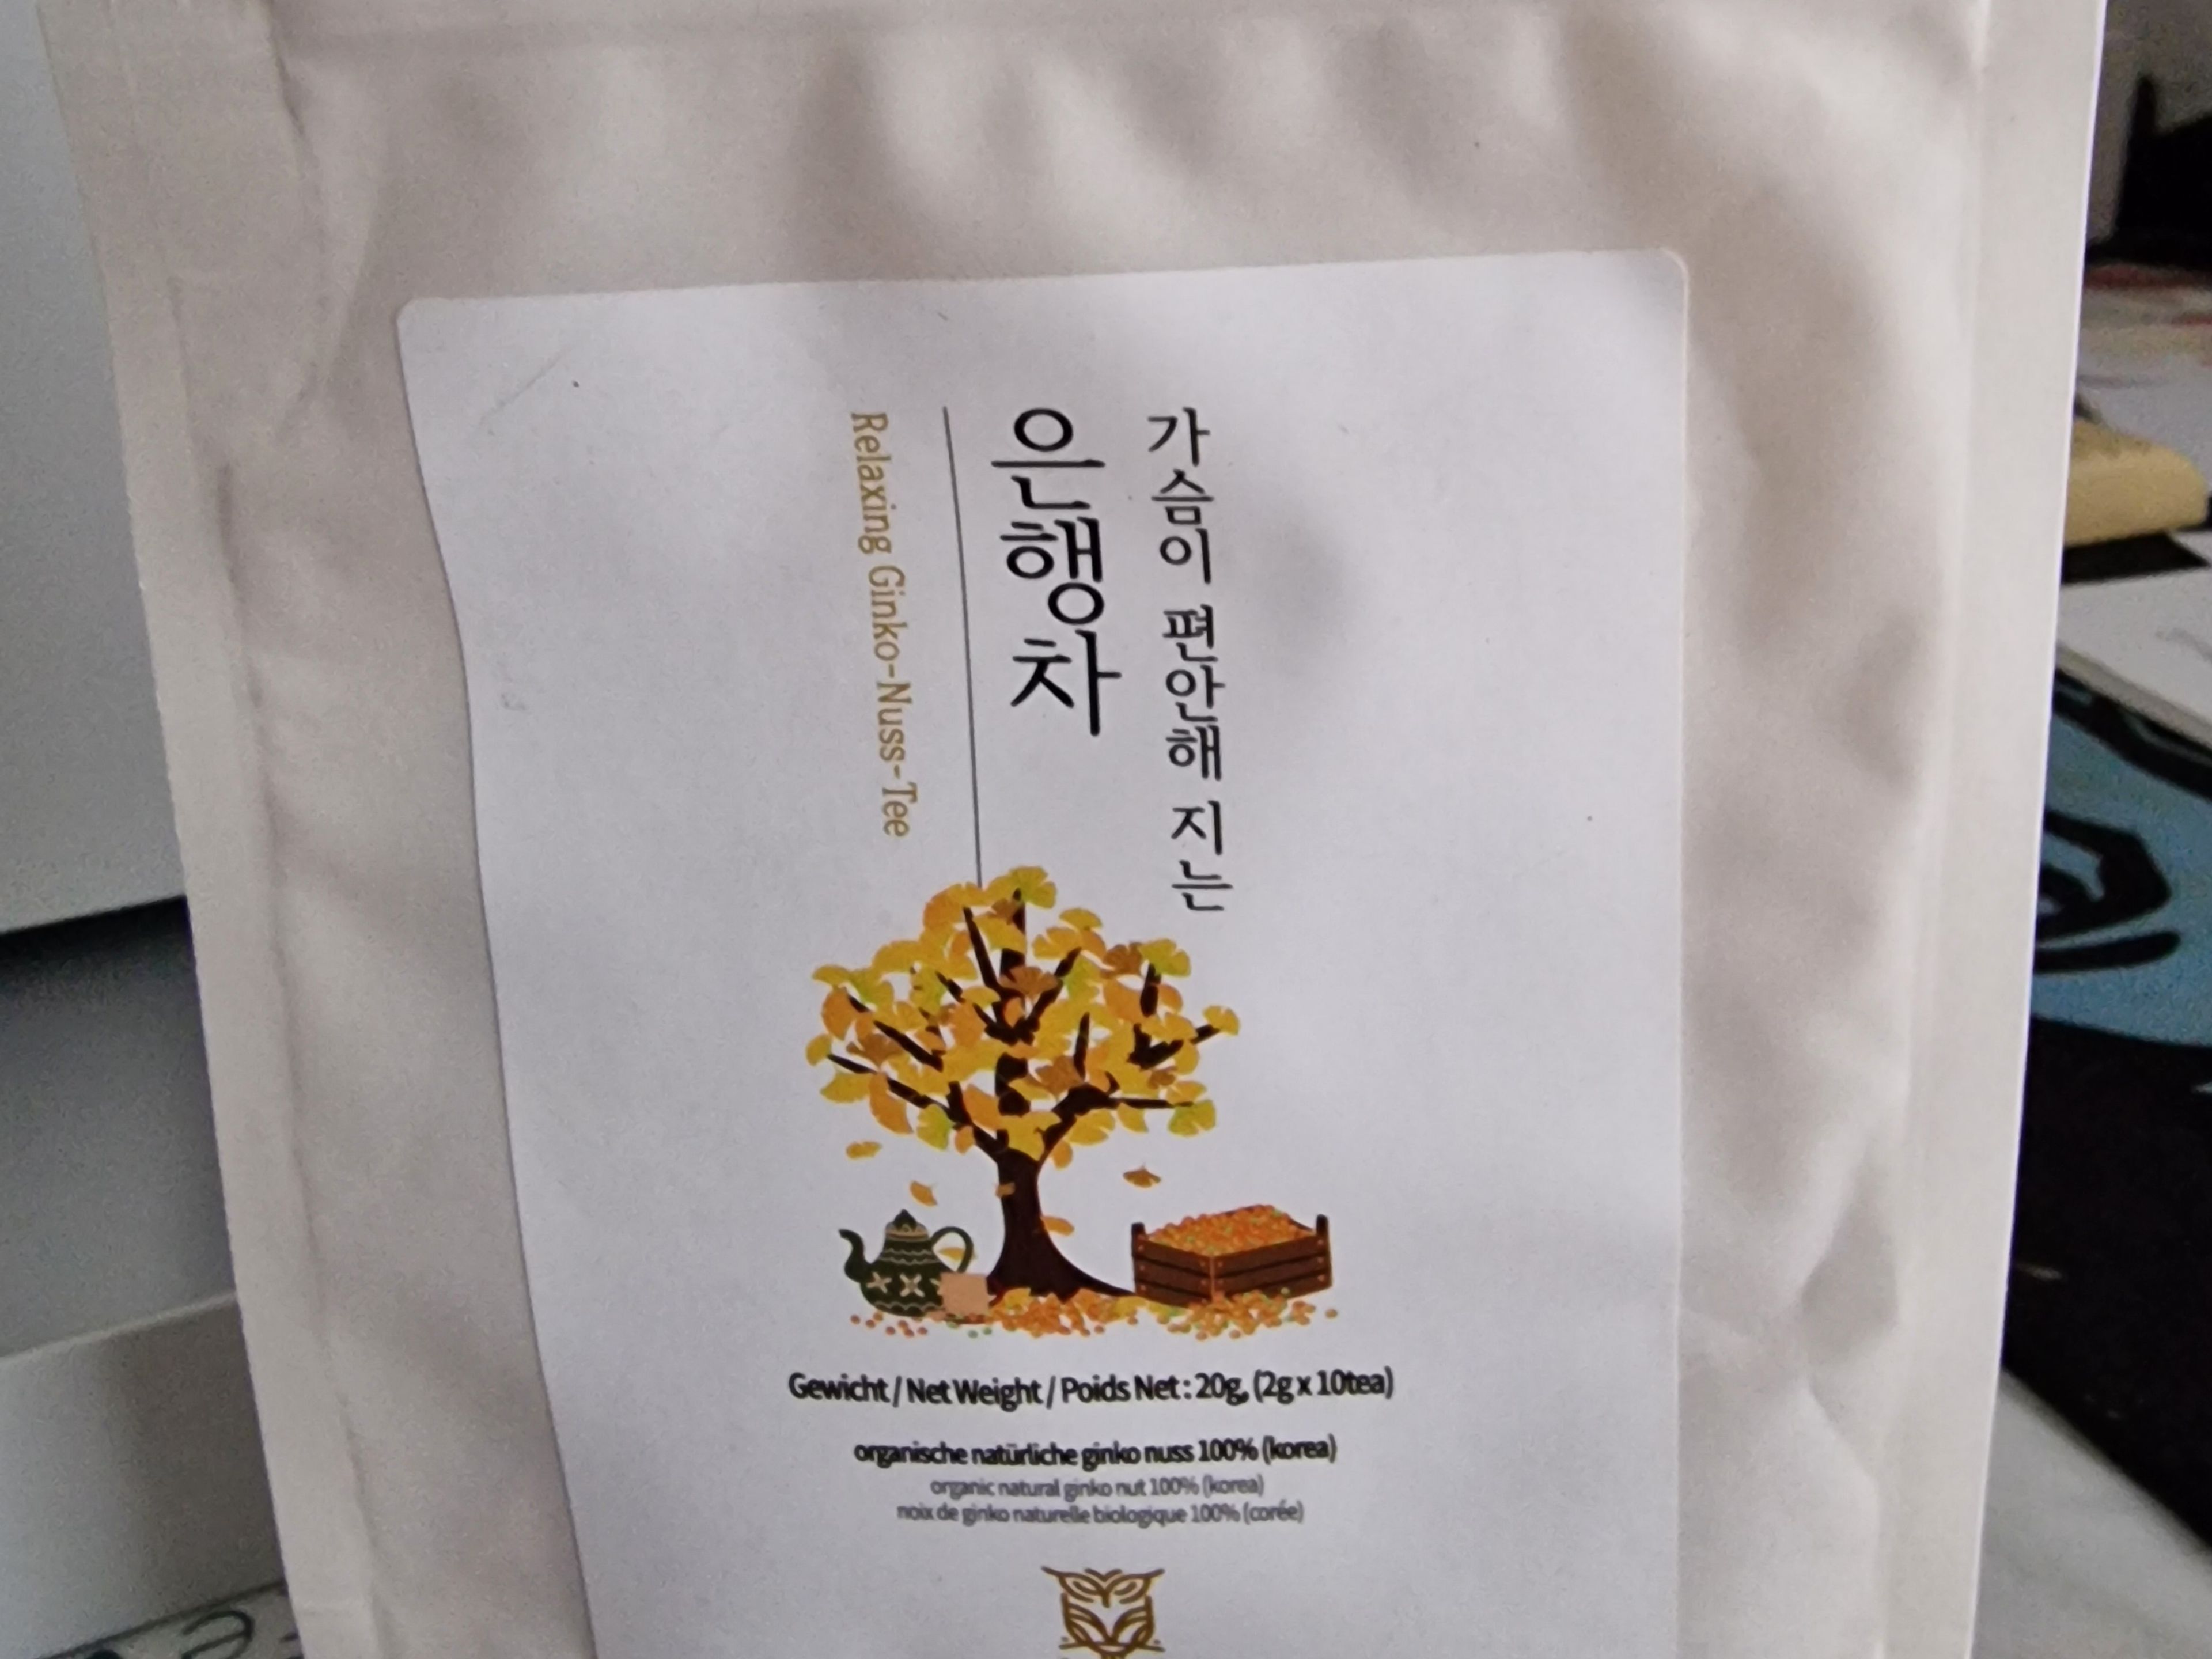 가슴이 편안해 지는
은행차
Relaxing Ginko-Nuss-Tee
Gewicht / Net Weight / Poids Net : 20g, (2g x 10tea)
organische natürliche ginko nuss 100% (korea)
organic natural ginko nut 100% (korea)
noix de ginko naturelle biologique 100% (corée)